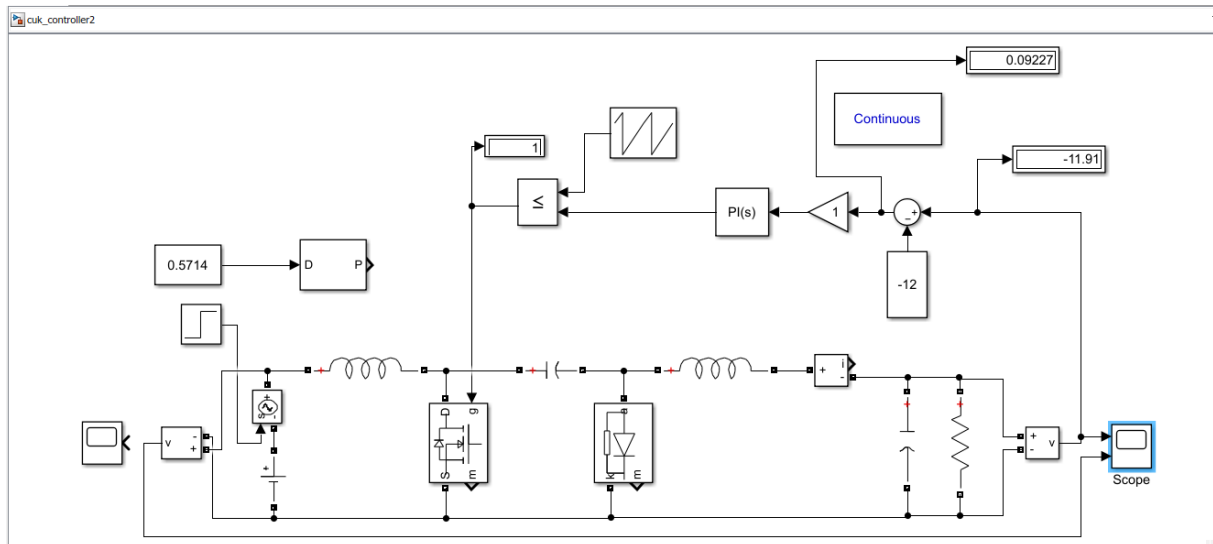 cuk_controller2
0.09227
Continuous
1
-11.91
≤
PI(s)
1
+
-
0.5714
D
P
-12
+
+
+
+
i
-
s
+
-
D
g
a
v
-
+
S
m
K
m
+
+
+
-
v
+
Scope